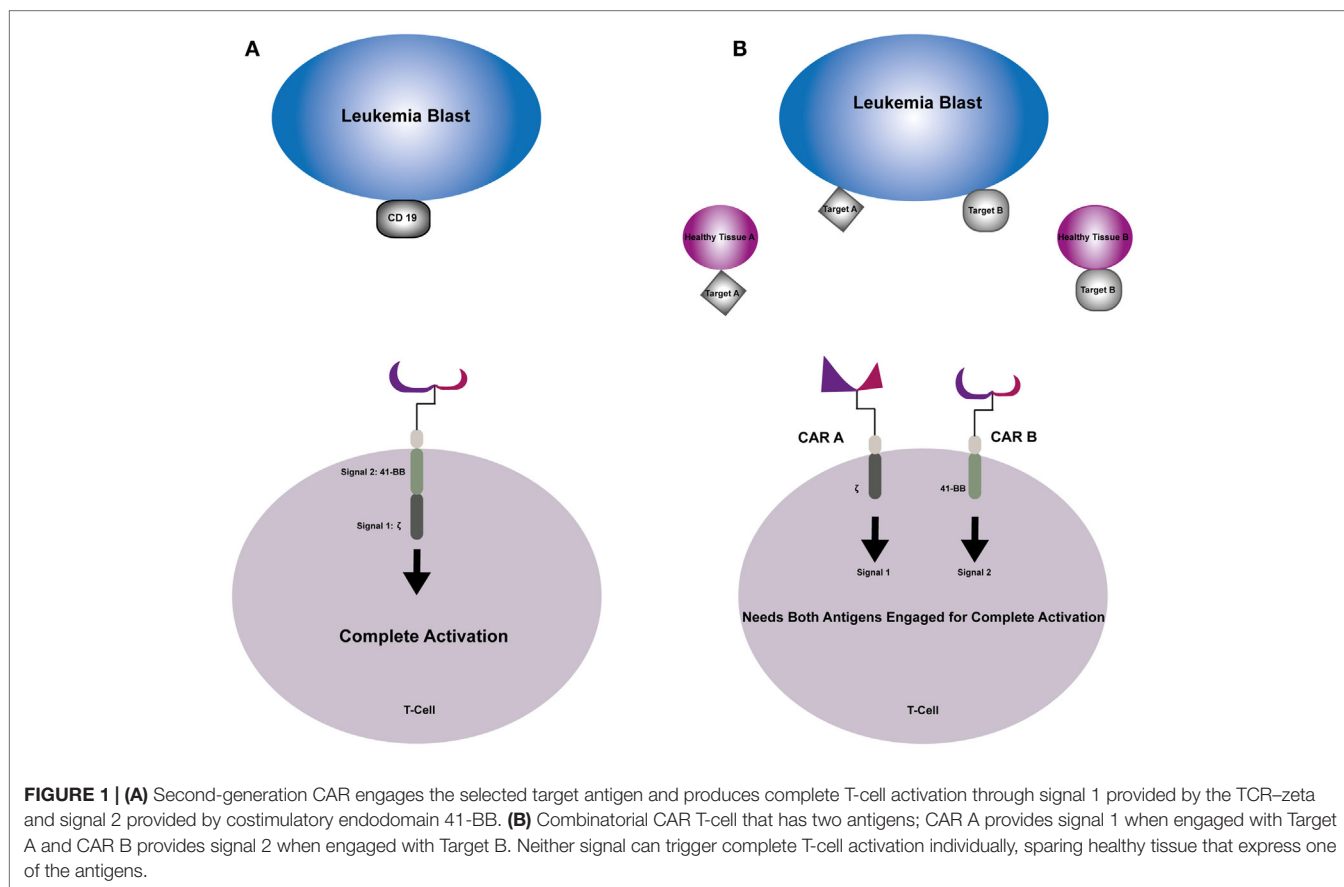 A
Leukemia Blast
CD 19
Signal 2: 41-BB
Signal 1: ζ
Complete Activation
T-Cell
B
Leukemia Blast
Target A
Target B
Healthy Tissue A
Target A
Healthy Tissue B
Target B
CAR A
CAR B
ζ
41-BB
Signal 1
Signal 2
Needs Both Antigens Engaged for Complete Activation
T-Cell
FIGURE 1 | (A) Second-generation CAR engages the selected target antigen and produces complete T-cell activation through signal 1 provided by the TCR–zeta
and signal 2 provided by costimulatory endodomain 41-BB. (B) Combinatorial CAR T-cell that has two antigens; CAR A provides signal 1 when engaged with Target
A and CAR B provides signal 2 when engaged with Target B. Neither signal can trigger complete T-cell activation individually, sparing healthy tissue that express one
of the antigens.